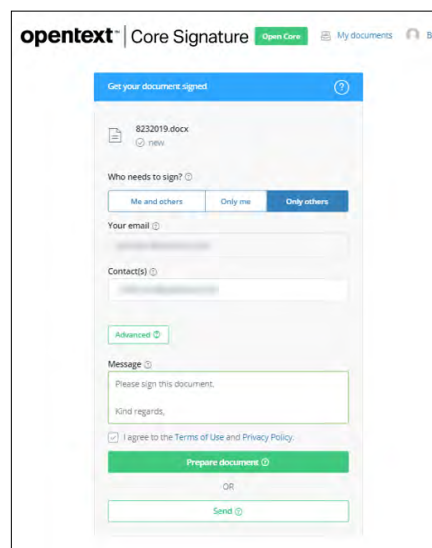 opentext™ | Core Signature Open Core My documents B
Get your document signed
8232019.docx
new
Who needs to sign?
Me and others Only me Only others
Your email
Contact(s)
Advanced
Message
Please sign this document.
Kind regards,
I agree to the Terms of Use and Privacy Policy.
Prepare document
OR
Send